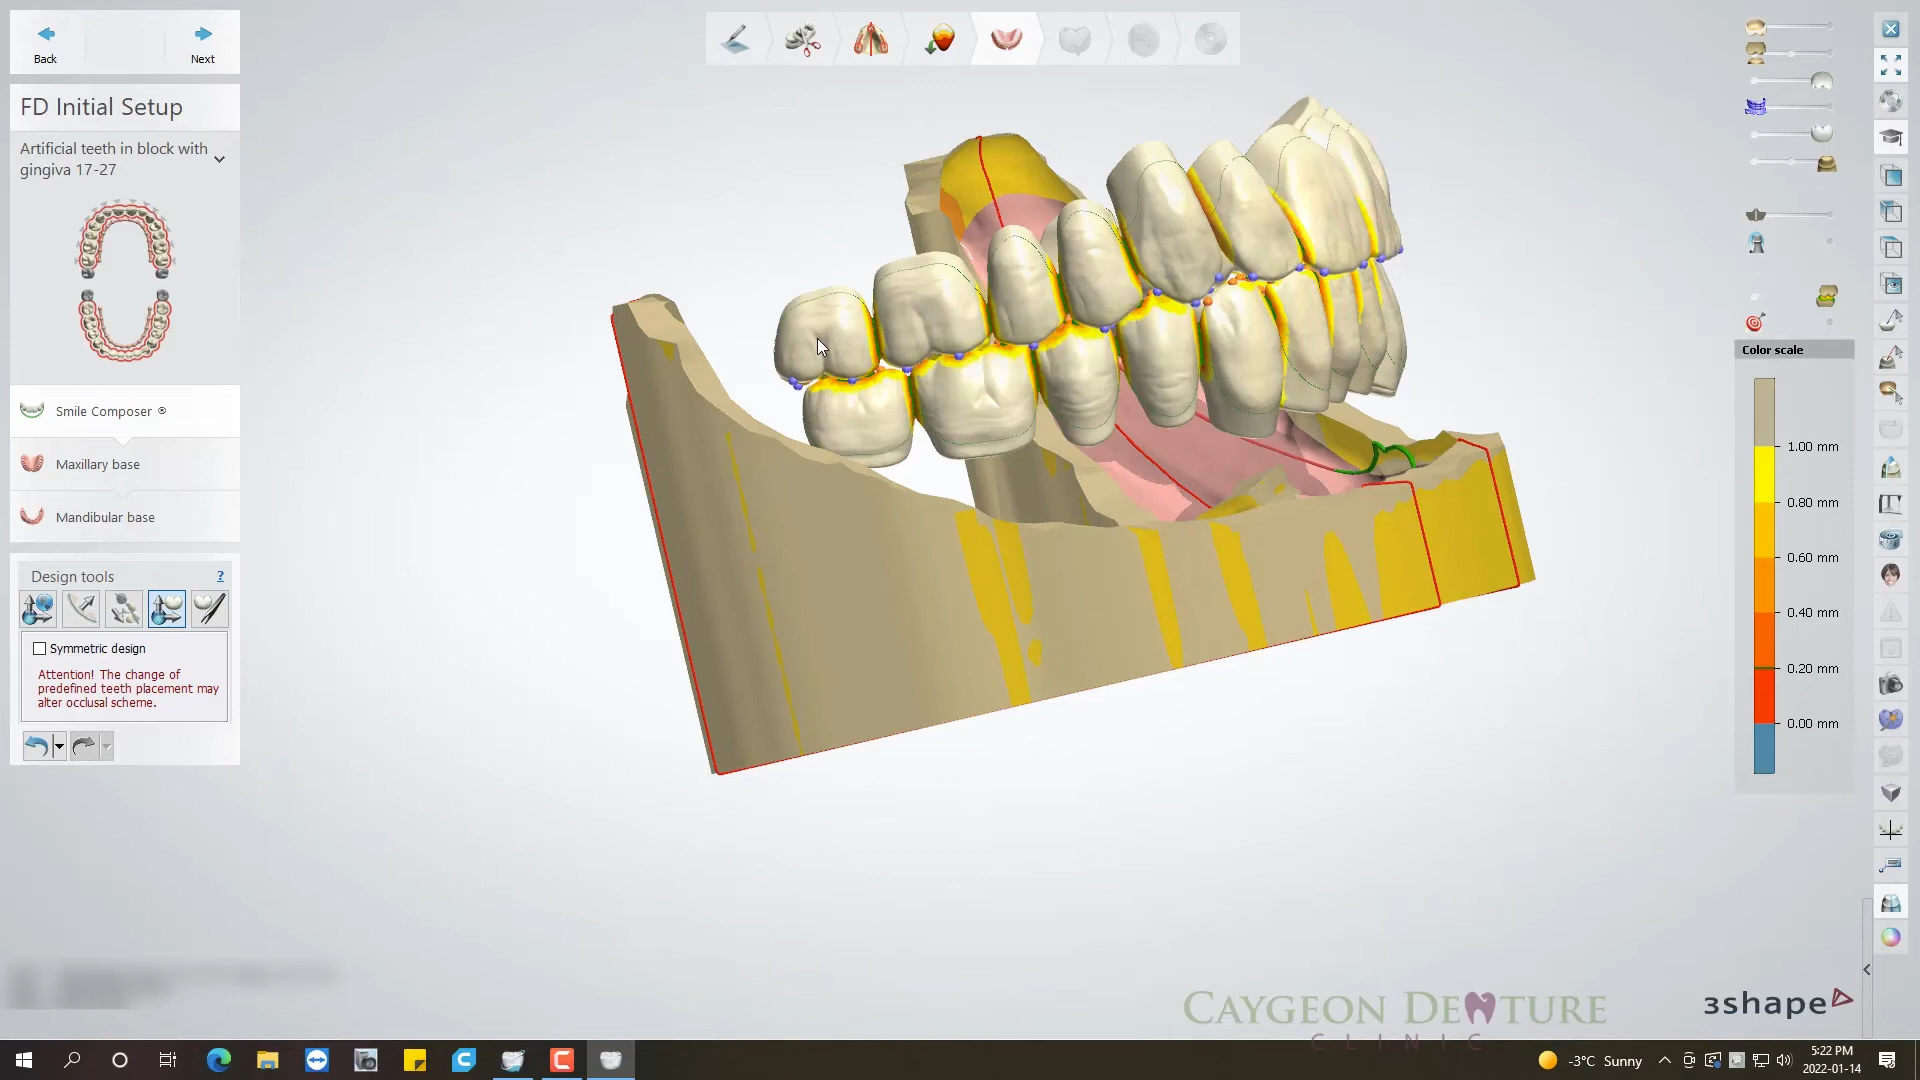 Back
Next
FD Initial Setup
Artificial teeth in block with
gingiva 17-27
Smile Composer ®
Maxillary base
Mandibular base
Design tools
?
Symmetric design
Attention! The change of
predefined teeth placement may
alter occlusal scheme.
Color scale
1.00 mm
0.80 mm
0.60 mm
0.40 mm
0.20 mm
0.00 mm
CAYGEON DENTURE
CLINIC
3shape
-3°C Sunny
5:22 PM
2022-01-14